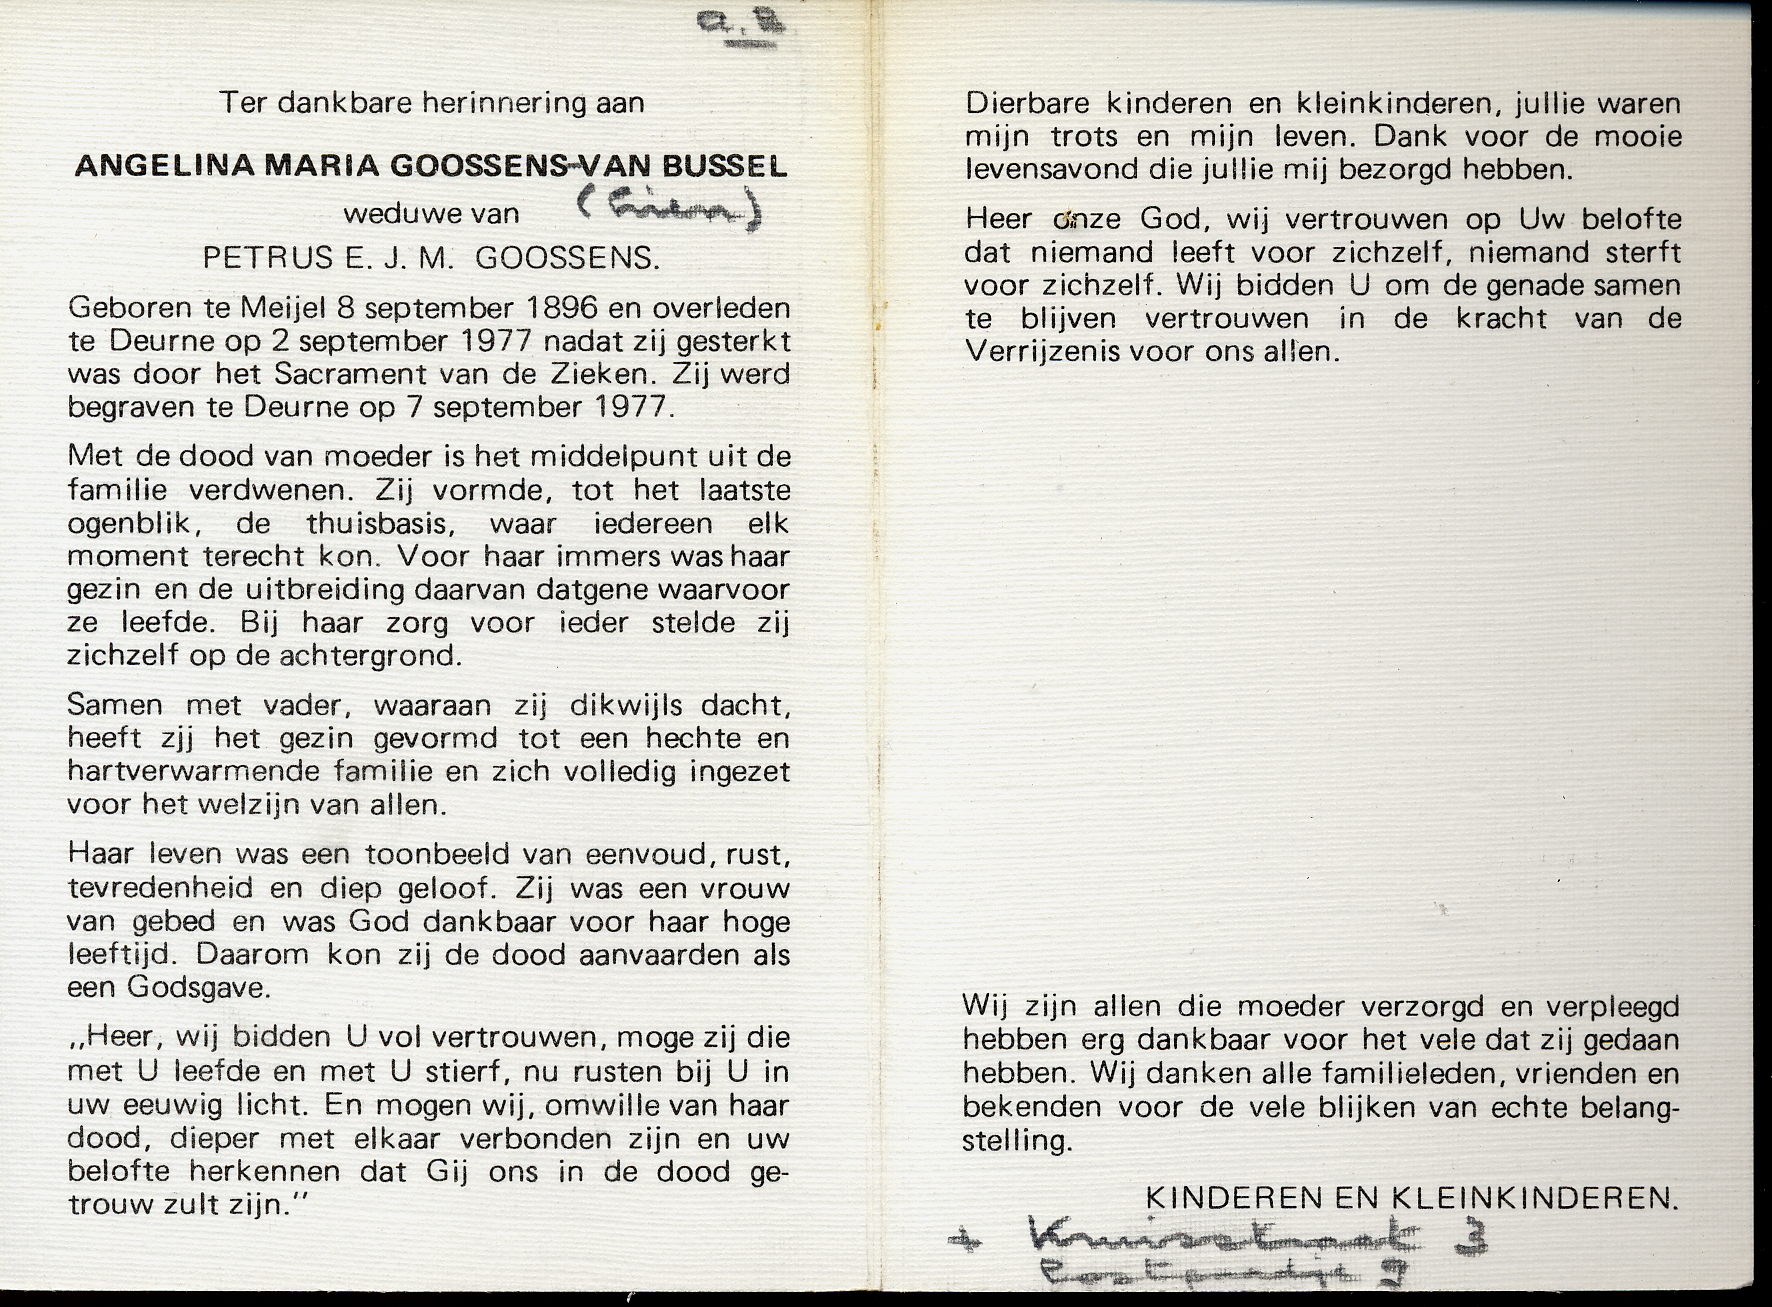 Ter dankbare herinnering aan
ANGELINA MARIA GOOSSENS-VAN BUSSEL
weduwe van
PETRUS E. J. M. GOOSSENS.
Geboren te Meijel 8 september 1896 en overleden
te Deurne op 2 september 1977 nadat zij gesterkt
was door het Sacrament van de Zieken. Zij werd
begraven te Deurne op 7 september 1977.
Met de dood van moeder is het middelpunt uit de
familie verdwenen. Zij vormde, tot het laatste
ogenblik, de thuisbasis, waar iedereen elk
moment terecht kon. Voor haar immers was haar
gezin en de uitbreiding daarvan datgene waarvoor
ze leefde. Bij haar zorg voor ieder stelde zij
zichzelf op de achtergrond.
Samen met vader, waaraan zij dikwijls dacht,
heeft zjj het gezin gevormd tot een hechte en
hartverwarmende familie en zich volledig ingezet
voor het welzijn van allen.
Haar leven was een toonbeeld van eenvoud, rust,
tevredenheid en diep geloof. Zij was een vrouw
van gebed en was God dankbaar voor haar hoge
leeftijd. Daarom kon zij de dood aanvaarden als
een Godsgave.
,,Heer, wij bidden U vol vertrouwen, moge zij die
met U leefde en met U stierf, nu rusten bij U in
uw eeuwig licht. En mogen wij, omwille van haar
dood, dieper met elkaar verbonden zijn en uw
belofte herkennen dat Gij ons in de dood ge-
trouw zult zijn.''
Dierbare kinderen en kleinkinderen, jullie waren
mijn trots en mijn leven. Dank voor de mooie
levensavond die jullie mij bezorgd hebben.
Heer onze God, wij vertrouwen op Uw belofte
dat niemand leeft voor zichzelf, niemand sterft
voor zichzelf. Wij bidden U om de genade samen
te blijven vertrouwen in de kracht van de
Verrijzenis voor ons allen.
Wij zijn allen die moeder verzorgd en verpleegd
hebben erg dankbaar voor het vele dat zij gedaan
hebben. Wij danken alle familieleden, vrienden en
bekenden voor de vele blijken van echte belang-
stelling.
KINDEREN EN KLEINKINDEREN.
+ Kruisstraat 3
9